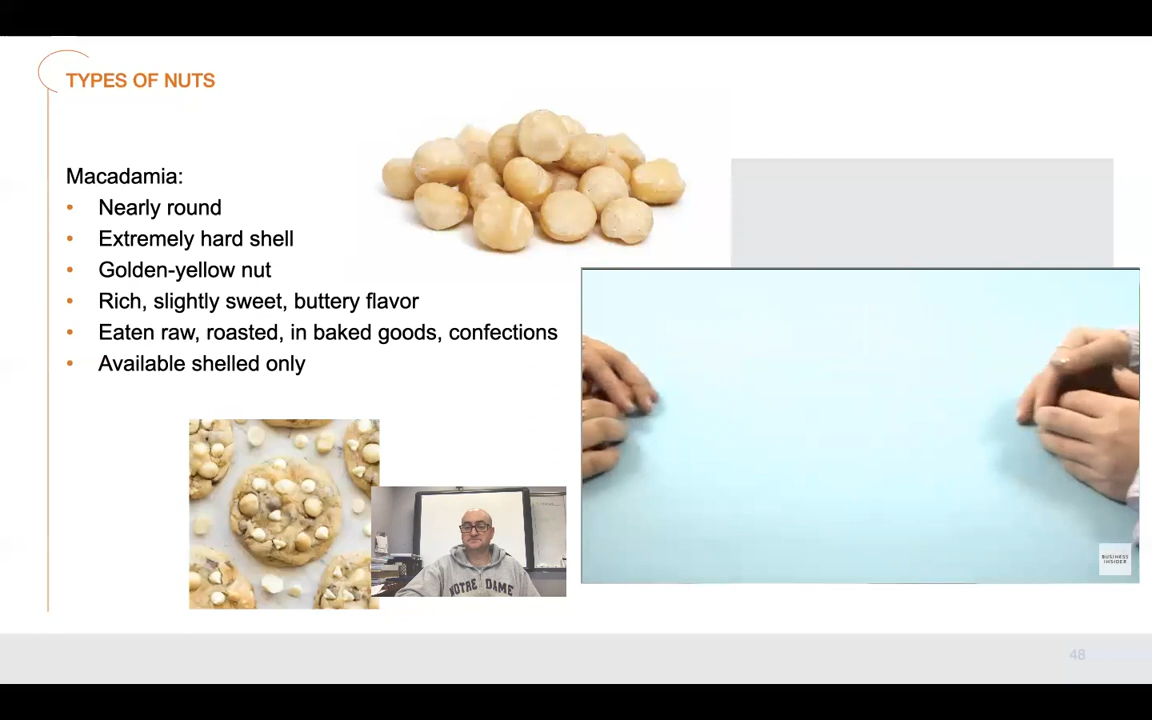 TYPES OF NUTS
Macadamia:
• Nearly round
• Extremely hard shell
• Golden-yellow nut
• Rich, slightly sweet, buttery flavor
• Eaten raw, roasted, in baked goods, confections
• Available shelled only
NOTRE DAME
BUSINESS
INSIDER
48